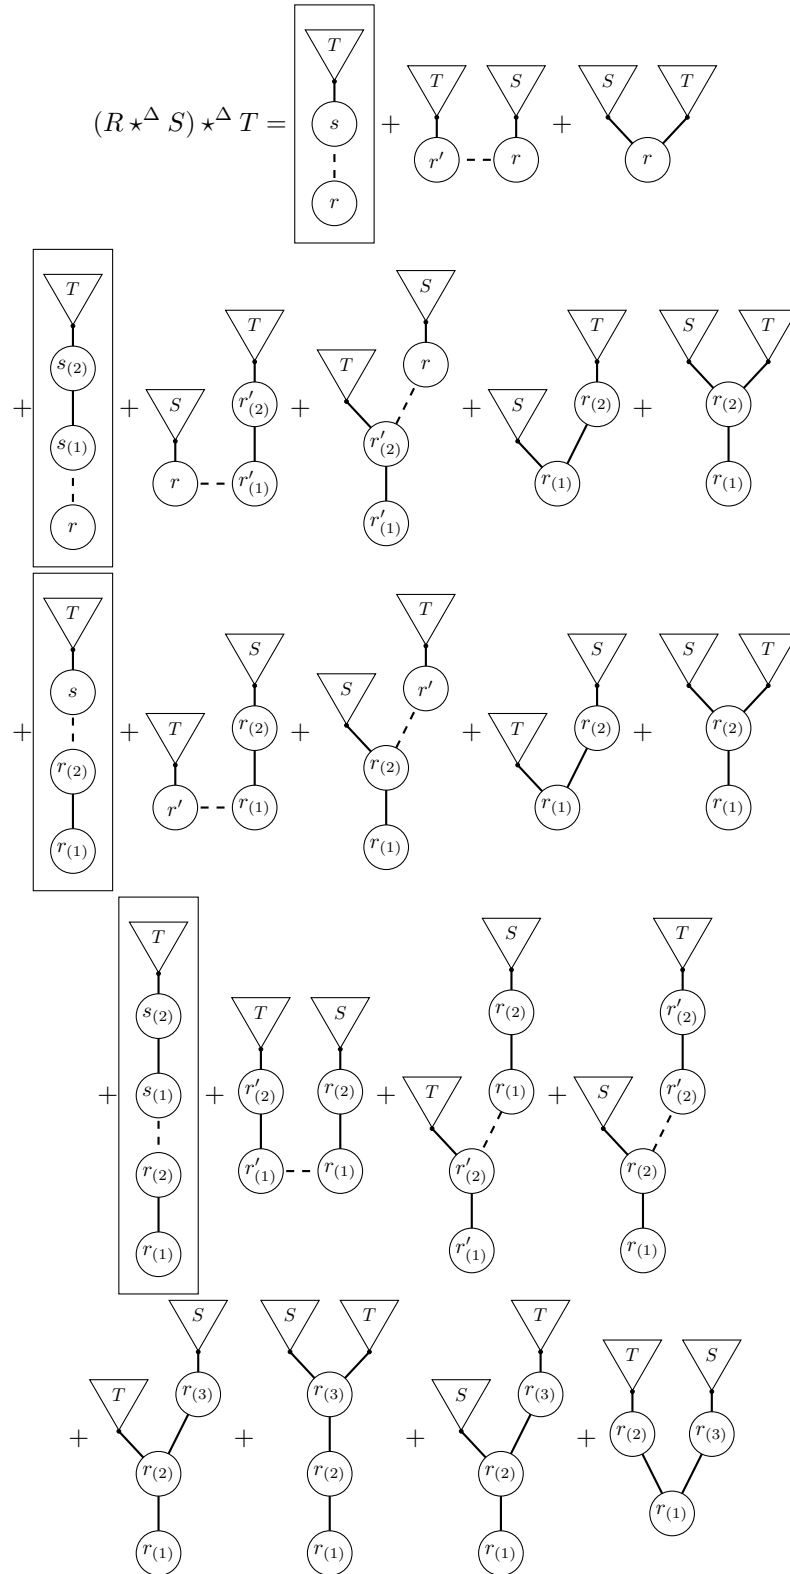 T
T S S T
(R ⋆^Δ S) ⋆^Δ T = s + +
r' r r
r
T S
T T S T
s₍₂₎ T r
+ + S r'₍₂₎ + + S r₍₂₎ + r₍₂₎
s₍₁₎ r'₍₂₎
r r'₍₁₎ r₍₁₎ r₍₁₎
r r'₍₁₎
T T
S S S T
s S r'
+ + T r₍₂₎ + + T r₍₂₎ + r₍₂₎
r₍₂₎ r₍₂₎
r' r₍₁₎ r₍₁₎ r₍₁₎
r₍₁₎ r₍₁₎
T S T
s₍₂₎ T S r₍₂₎ r'₍₂₎
+ s₍₁₎ + r'₍₂₎ r₍₂₎ + T r₍₁₎ + S r'₍₂₎
r₍₂₎ r'₍₁₎ r₍₁₎ r'₍₂₎ r₍₂₎
r₍₁₎ r'₍₁₎ r₍₁₎
S S T T
T S
T r₍₃₎ r₍₃₎ S r₍₃₎
+ + + + r₍₂₎ r₍₃₎
r₍₂₎ r₍₂₎ r₍₂₎
r₍₁₎
r₍₁₎ r₍₁₎ r₍₁₎